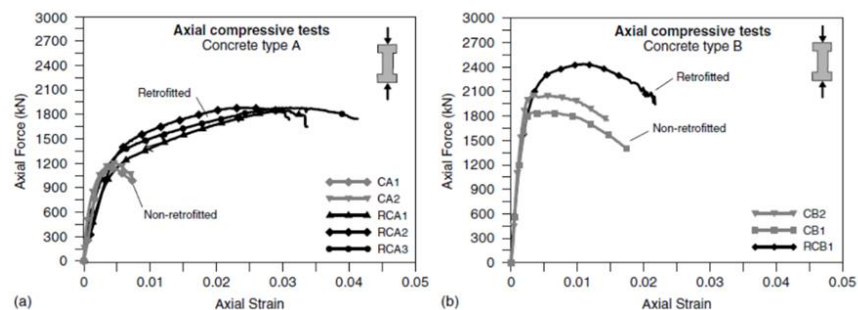 3000
2700
2400
2100
1800
1500
1200
900
600
300
0
Axial Force (kN)
Axial compressive tests
Concrete type A
Retrofitted
Non-retrofitted
CA1
CA2
RCA1
RCA2
RCA3
0 0.01 0.02 0.03 0.04 0.05
(a) Axial Strain
3000
2700
2400
2100
1800
1500
1200
900
600
300
0
Axial Force (kN)
Axial compressive tests
Concrete type B
Retrofitted
Non-retrofitted
CB2
CB1
RCB1
0 0.01 0.02 0.03 0.04 0.05
(b) Axial Strain